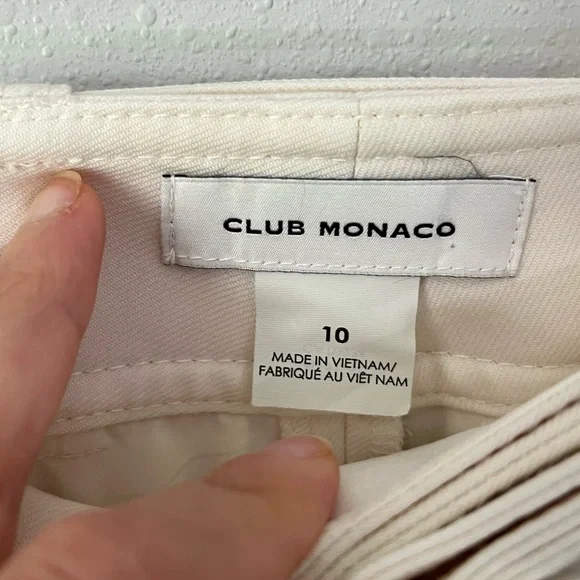 CLUB MONACO
10
MADE IN VIETNAM/
FABRIQUÉ AU VIÊT NAM